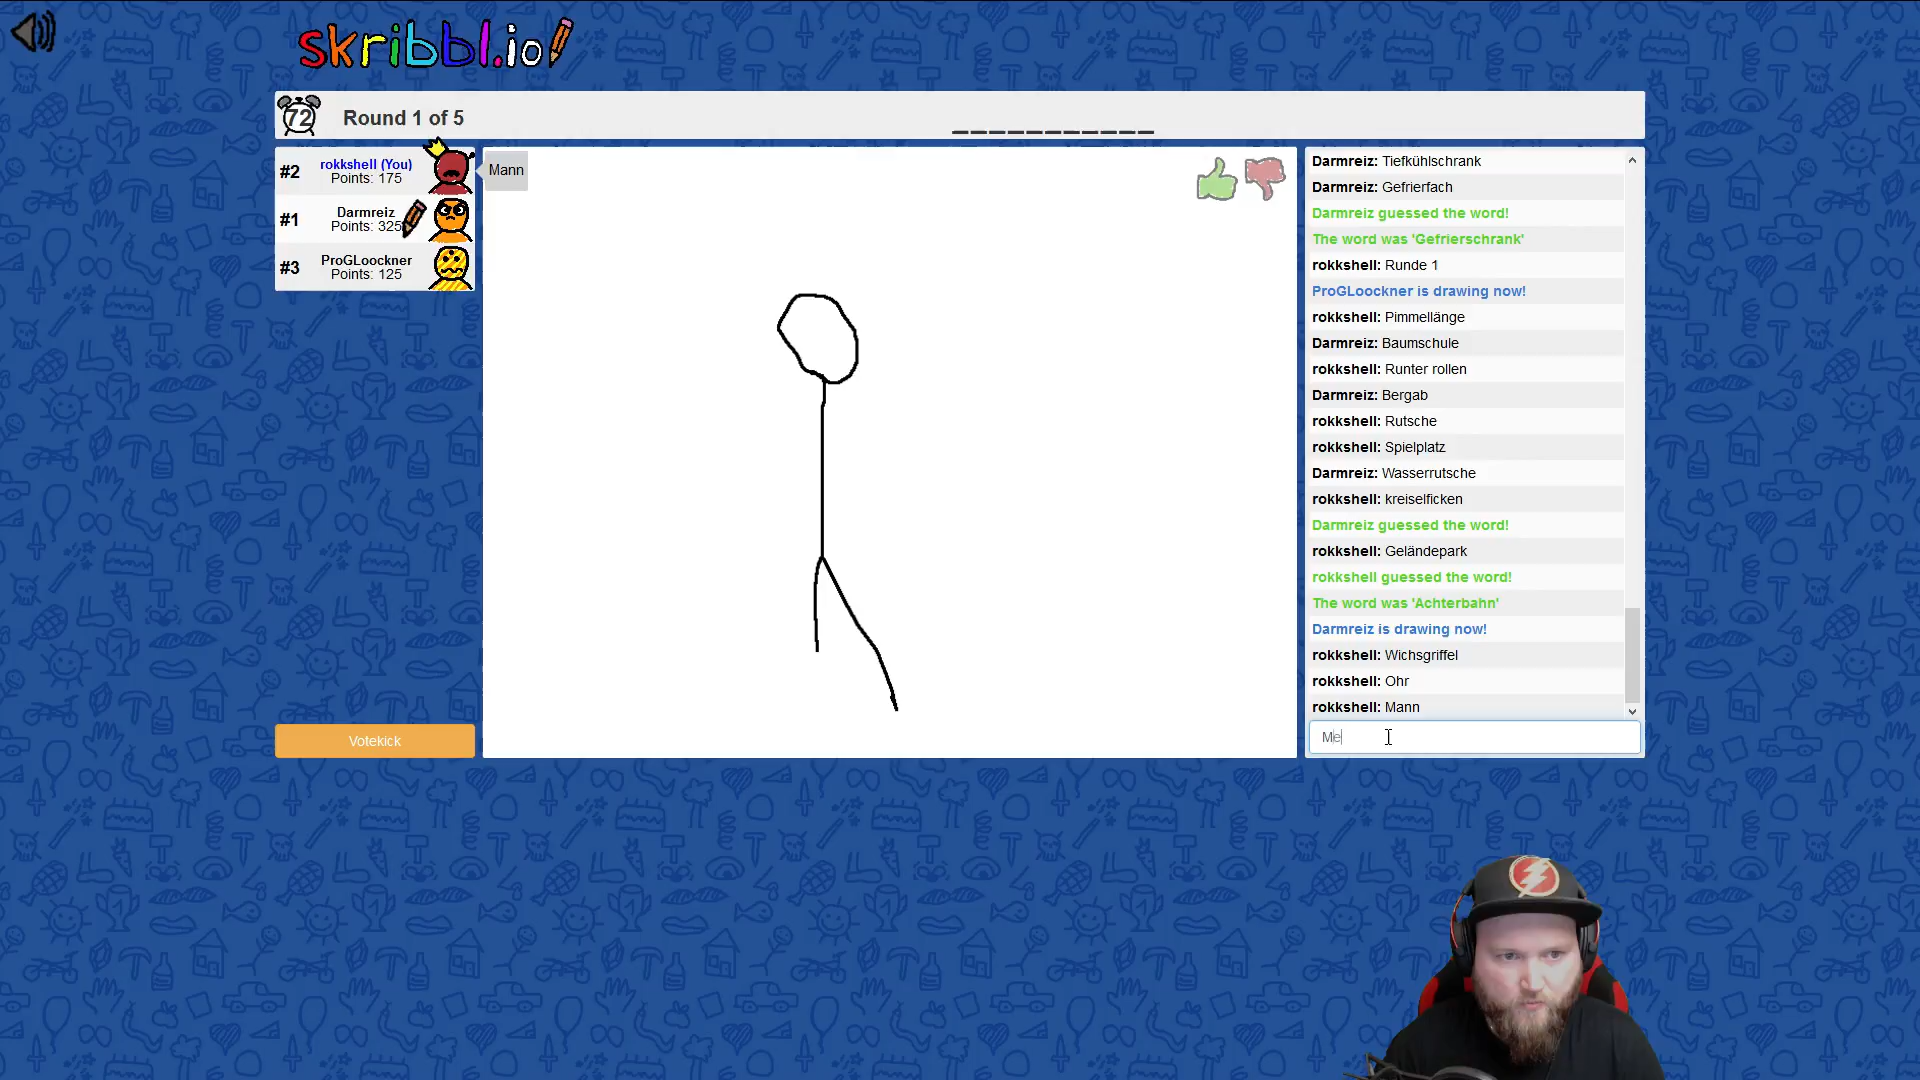 skribbl.io
72 Round 1 of 5 ___________
#2 rokkshell (You)
Points: 175
Mann
#1 Darmreiz
Points: 325
#3 ProGLoockner
Points: 125
Votekick
Darmreiz: Tiefkühlschrank
Darmreiz: Gefrierfach
Darmreiz guessed the word!
The word was 'Gefrierschrank'
rokkshell: Runde 1
ProGLoockner is drawing now!
rokkshell: Pimmellänge
Darmreiz: Baumschule
rokkshell: Runter rollen
Darmreiz: Bergab
rokkshell: Rutsche
rokkshell: Spielplatz
Darmreiz: Wasserrutsche
rokkshell: kreiselficken
Darmreiz guessed the word!
rokkshell: Geländepark
rokkshell guessed the word!
The word was 'Achterbahn'
Darmreiz is drawing now!
rokkshell: Wichsgriffel
rokkshell: Ohr
rokkshell: Mann
Me